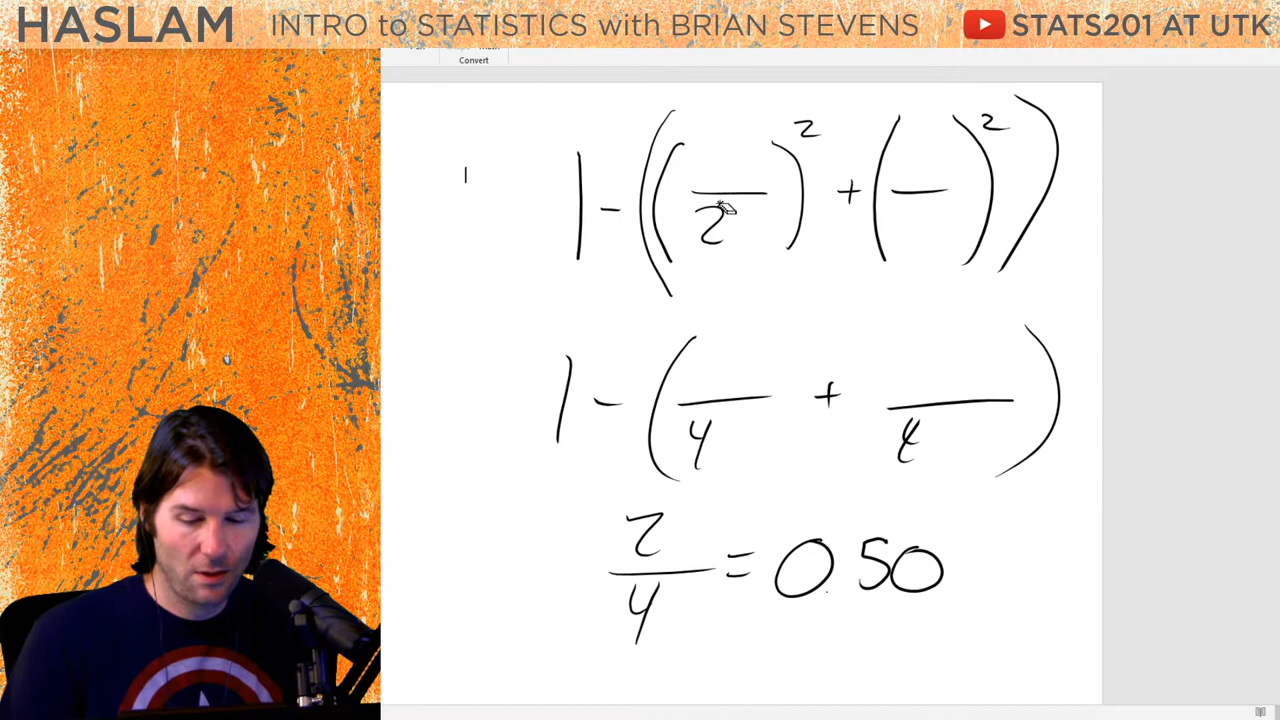 HASLAM INTRO to STATISTICS with BRIAN STEVENS STATS201 AT UTK
Convert
1 - ((— / 2)² + (—)²)
1 - (— / 4 + — / 4)
2/4 = 0.50